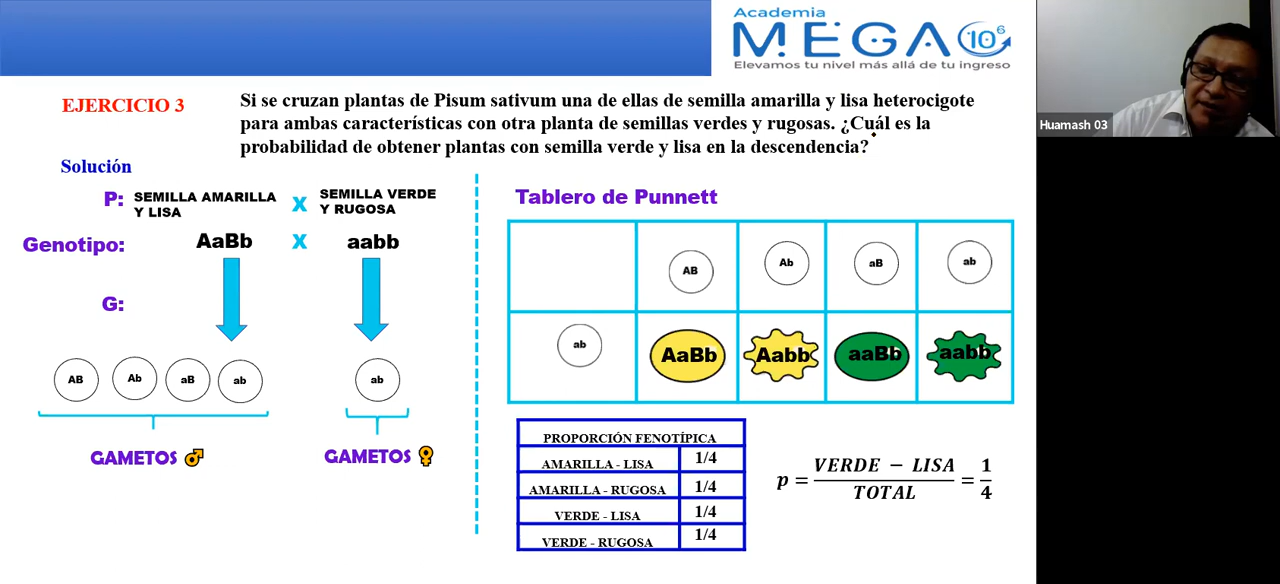 Academia
MEGA 10⁶
Elevamos tu nivel más allá de tu ingreso
Huamash 03
EJERCICIO 3
Si se cruzan plantas de Pisum sativum una de ellas de semilla amarilla y lisa heterocigote
para ambas características con otra planta de semillas verdes y rugosas. ¿Cuál es la
probabilidad de obtener plantas con semilla verde y lisa en la descendencia?
Solución
P: SEMILLA AMARILLA
Y LISA
X
SEMILLA VERDE
Y RUGOSA
Genotipo: AaBb X aabb
G:
AB Ab aB ab
ab
GAMETOS ♂
GAMETOS ♀
Tablero de Punnett
AB Ab aB ab
ab AaBb Aabb aaBb aabb
PROPORCIÓN FENOTÍPICA
AMARILLA - LISA 1/4
AMARILLA - RUGOSA 1/4
VERDE - LISA 1/4
VERDE - RUGOSA 1/4
p = VERDE − LISA / TOTAL = 1/4